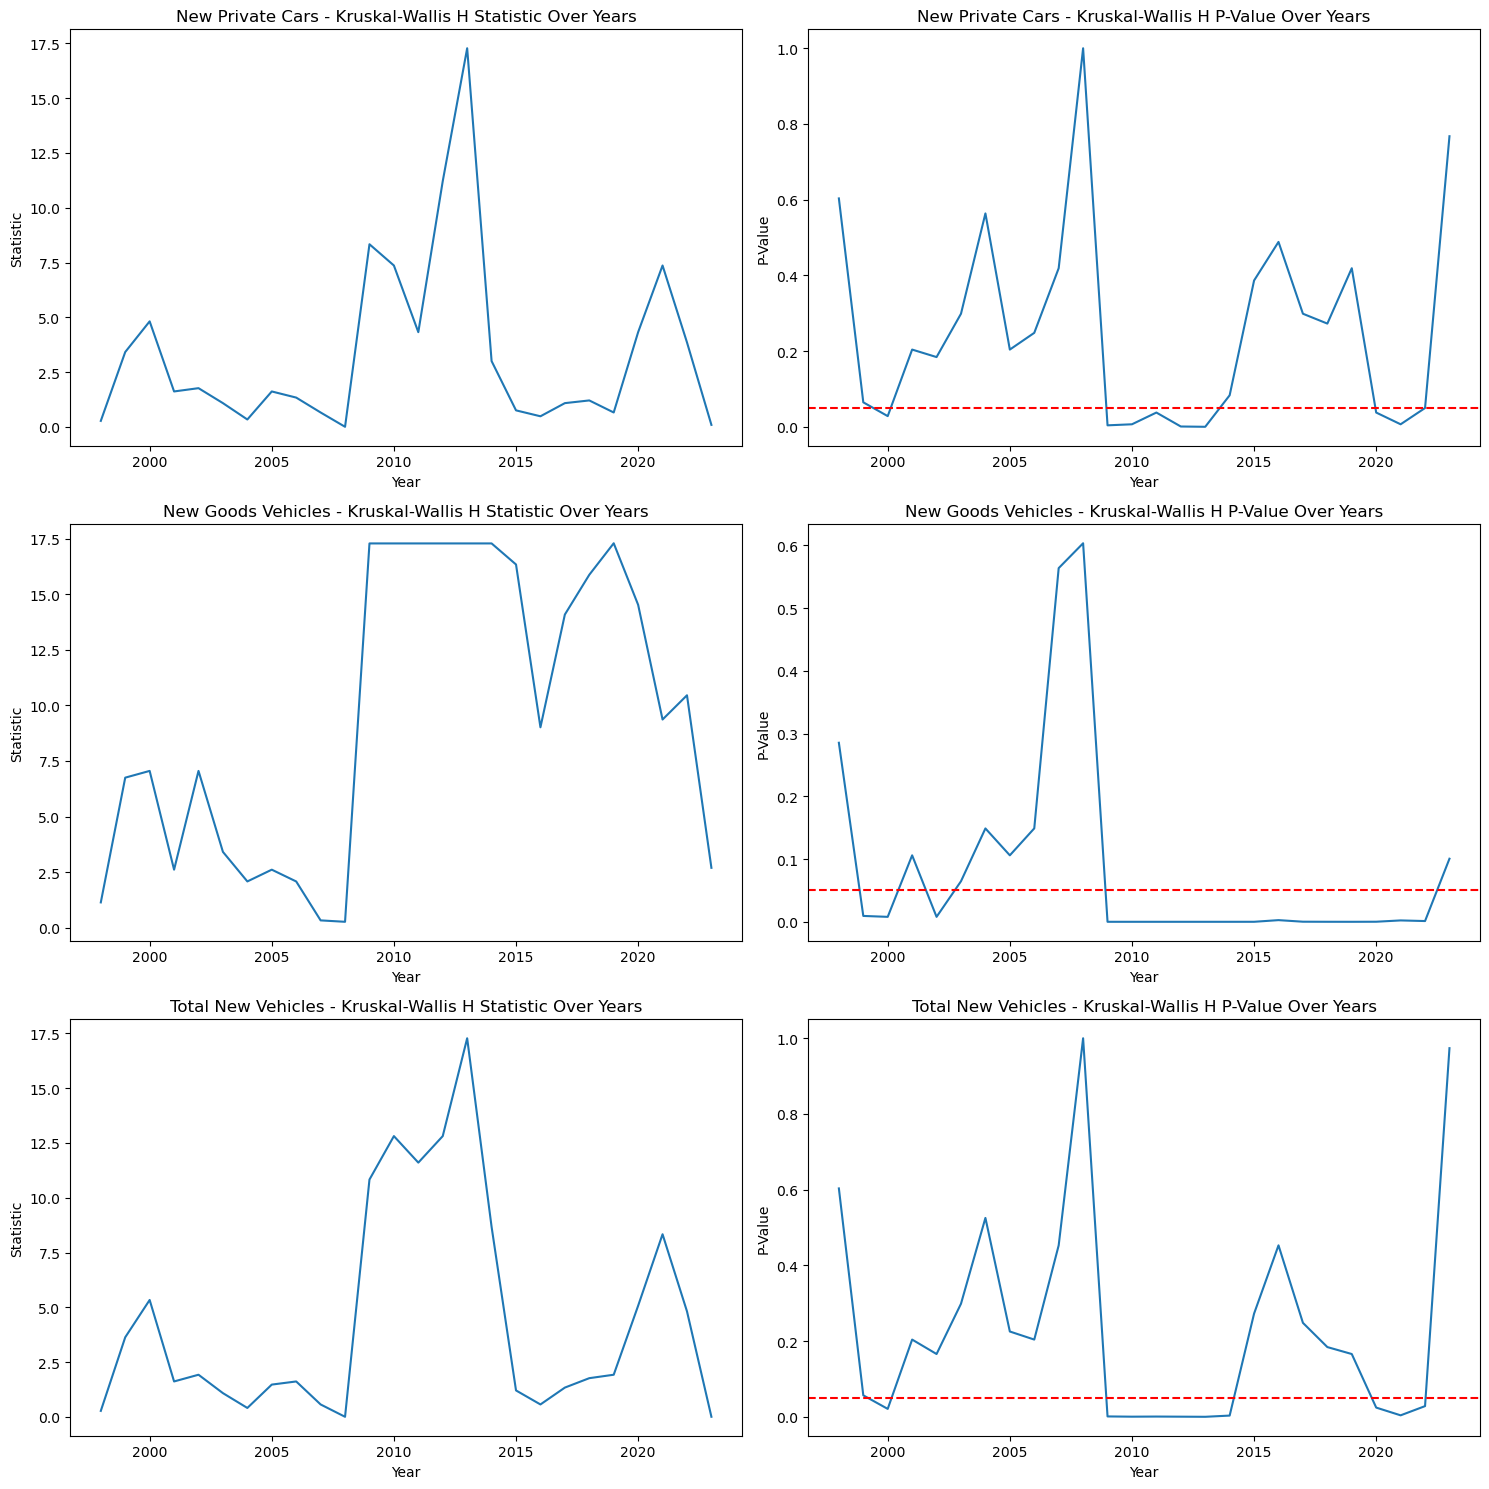 New Private Cars - Kruskal-Wallis H Statistic Over Years
17.5
15.0
12.5
10.0
7.5
5.0
2.5
0.0
Statistic
2000 2005 2010 2015 2020
Year
New Private Cars - Kruskal-Wallis H P-Value Over Years
1.0
0.8
0.6
0.4
0.2
0.0
P-Value
2000 2005 2010 2015 2020
Year
New Goods Vehicles - Kruskal-Wallis H Statistic Over Years
17.5
15.0
12.5
10.0
7.5
5.0
2.5
0.0
Statistic
2000 2005 2010 2015 2020
Year
New Goods Vehicles - Kruskal-Wallis H P-Value Over Years
0.6
0.5
0.4
0.3
0.2
0.1
0.0
P-Value
2000 2005 2010 2015 2020
Year
Total New Vehicles - Kruskal-Wallis H Statistic Over Years
17.5
15.0
12.5
10.0
7.5
5.0
2.5
0.0
Statistic
2000 2005 2010 2015 2020
Year
Total New Vehicles - Kruskal-Wallis H P-Value Over Years
1.0
0.8
0.6
0.4
0.2
0.0
P-Value
2000 2005 2010 2015 2020
Year